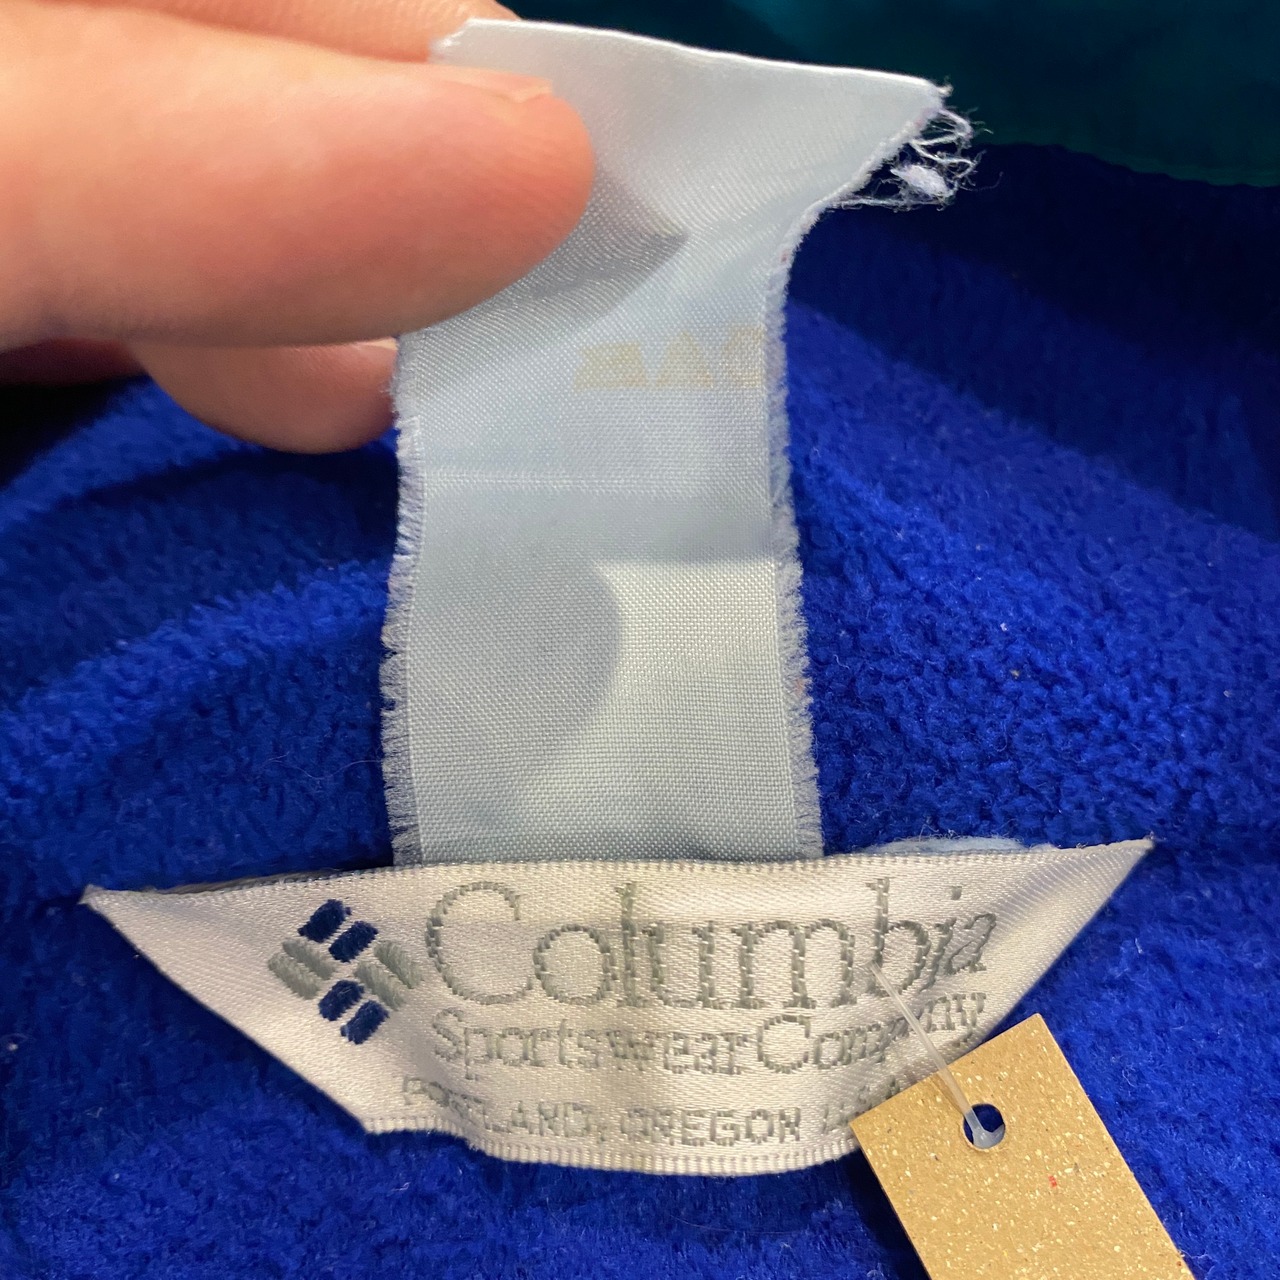 Columbia
Sportswear Company
PORTLAND, OREGON U.S.A.